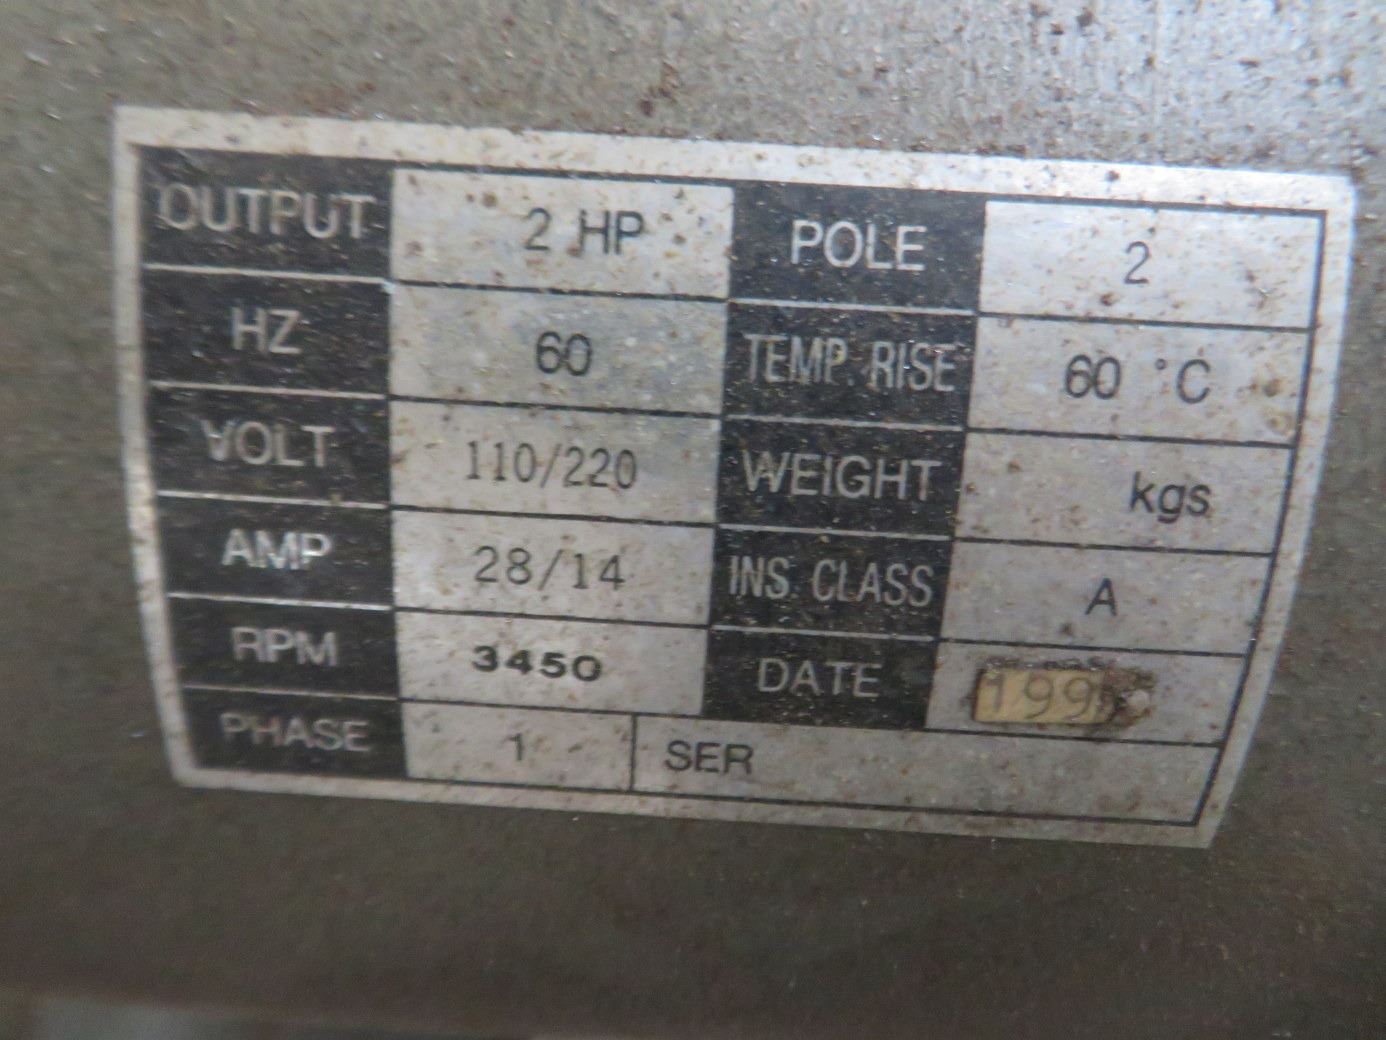 OUTPUT 2 HP POLE 2
HZ 60 TEMP. RISE 60 °C
VOLT 110/220 WEIGHT kgs
AMP 28/14 INS. CLASS A
RPM 3450 DATE
PHASE 1 SER